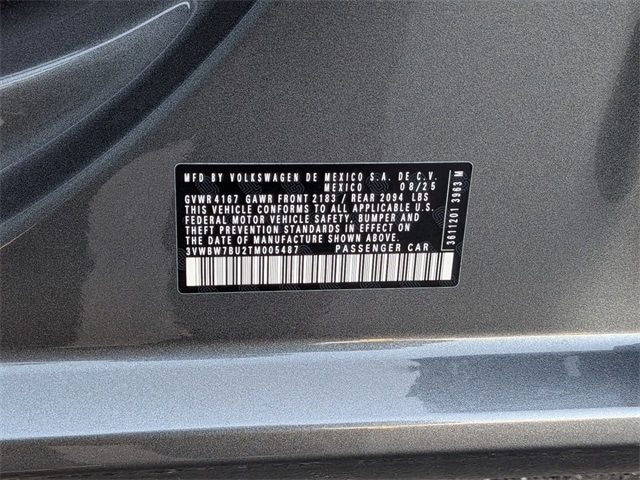 MFD BY VOLKSWAGEN DE MEXICO S.A. DE C.V.
MEXICO 08/25
GVWR4167 GAWR FRONT 2183 / REAR 2094 LBS
THIS VEHICLE CONFORMS TO ALL APPLICABLE U.S.
FEDERAL MOTOR VEHICLE SAFETY, BUMPER AND
THEFT PREVENTION STANDARDS IN EFFECT ON
THE DATE OF MANUFACTURE SHOWN ABOVE.
3VWBW7BU2TM005487 PASSENGER CAR
3611201 3963 M